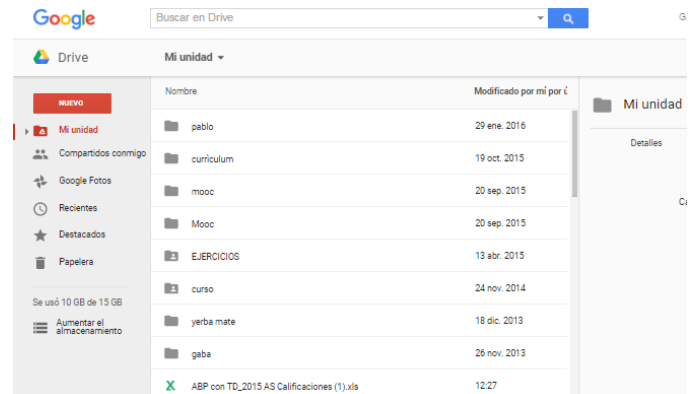 Google
Buscar en Drive
G
Drive
Mi unidad
NUEVO
Mi unidad
Compartidos conmigo
Google Fotos
Recientes
Destacados
Papelera
Se usó 10 GB de 15 GB
Aumentar el
almacenamiento
Nombre Modificado por mí por ú
pablo 29 ene. 2016
currículum 19 oct. 2015
mooc 20 sep. 2015
Mooc 20 sep. 2015
EJERCICIOS 13 abr. 2015
curso 24 nov. 2014
yerba mate 18 dic. 2013
gaba 26 nov. 2013
ABP con TD_2015 AS Calificaciones (1).xls 12:27
Mi unidad
Detalles
Ca